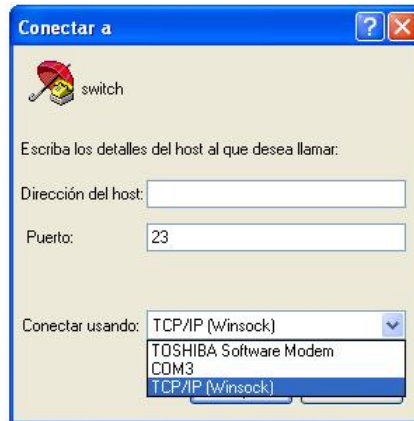 Conectar a
switch
Escriba los detalles del host al que desea llamar:
Dirección del host:
Puerto: 23
Conectar usando: TCP/IP (Winsock)
TOSHIBA Software Modem
COM3
TCP/IP (Winsock)